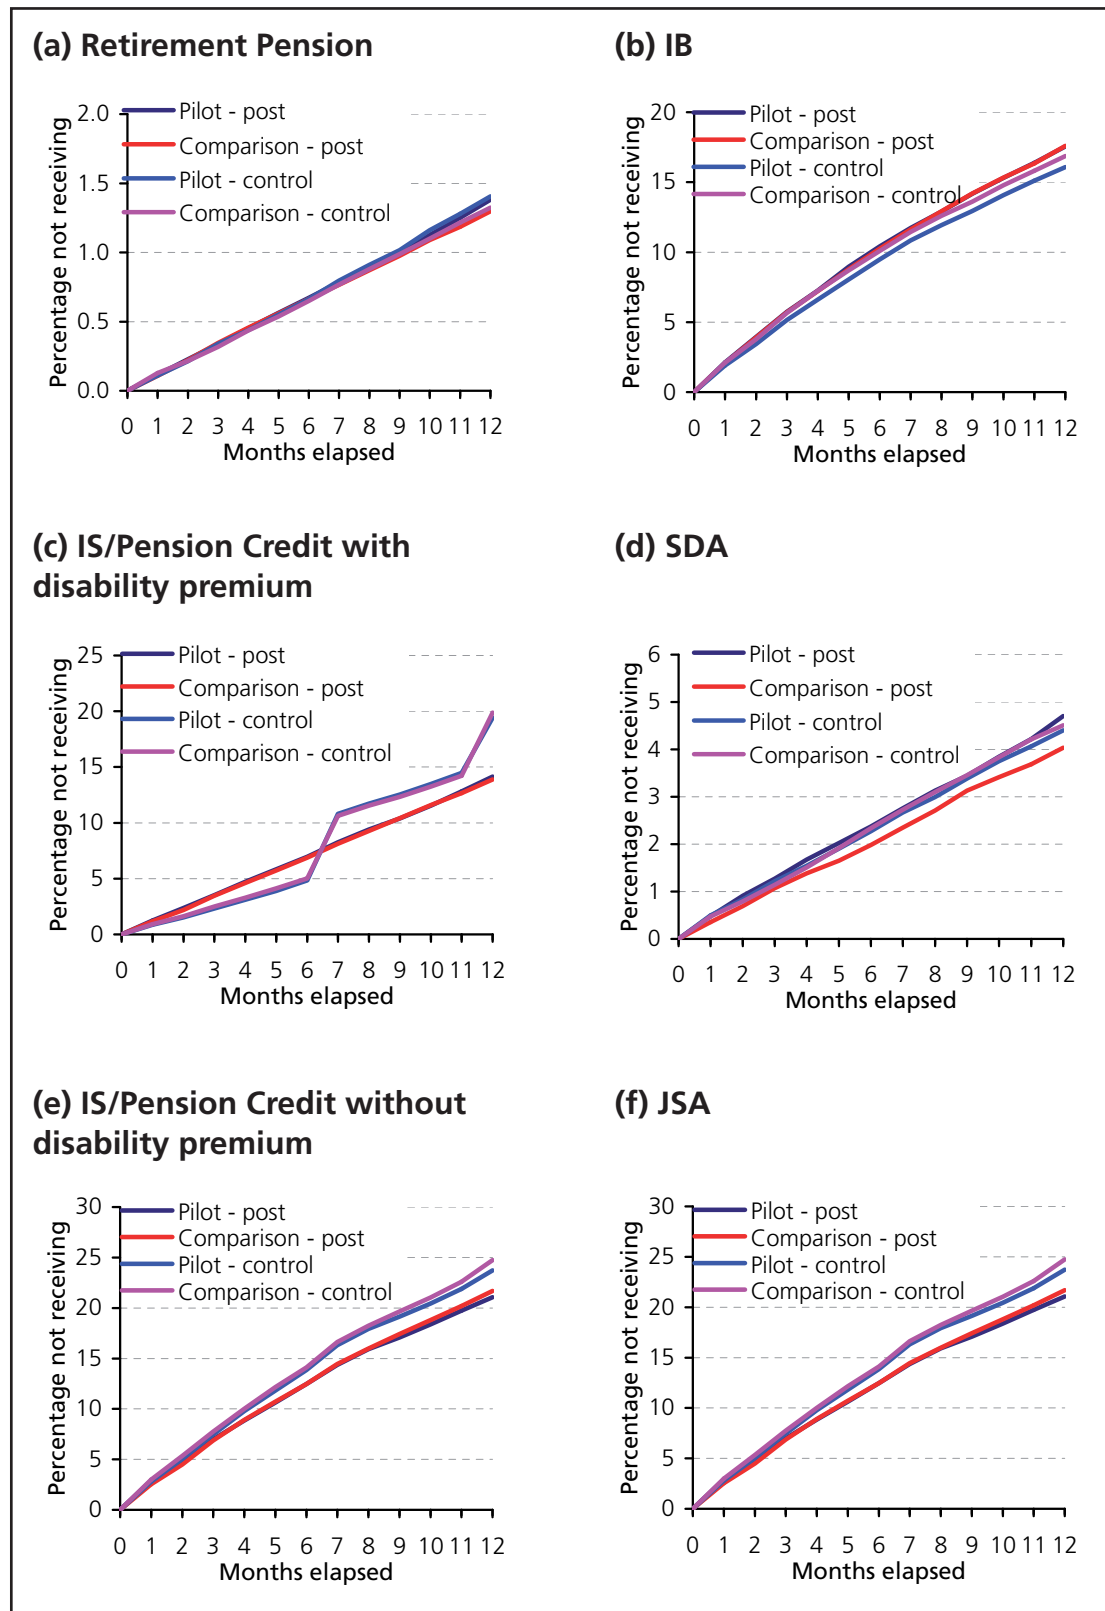 (a) Retirement Pension
Percentage not receiving
2.0
1.5
1.0
0.5
0.0
Pilot - post
Comparison - post
Pilot - control
Comparison - control
0 1 2 3 4 5 6 7 8 9 10 11 12
Months elapsed
(b) IB
Percentage not receiving
20
15
10
5
0
Pilot - post
Comparison - post
Pilot - control
Comparison - control
0 1 2 3 4 5 6 7 8 9 10 11 12
Months elapsed
(c) IS/Pension Credit with
disability premium
Percentage not receiving
25
20
15
10
5
0
Pilot - post
Comparison - post
Pilot - control
Comparison - control
0 1 2 3 4 5 6 7 8 9 10 11 12
Months elapsed
(d) SDA
Percentage not receiving
6
5
4
3
2
1
0
Pilot - post
Comparison - post
Pilot - control
Comparison - control
0 1 2 3 4 5 6 7 8 9 10 11 12
Months elapsed
(e) IS/Pension Credit without
disability premium
Percentage not receiving
30
25
20
15
10
5
0
Pilot - post
Comparison - post
Pilot - control
Comparison - control
0 1 2 3 4 5 6 7 8 9 10 11 12
Months elapsed
(f) JSA
Percentage not receiving
30
25
20
15
10
5
0
Pilot - post
Comparison - post
Pilot - control
Comparison - control
0 1 2 3 4 5 6 7 8 9 10 11 12
Months elapsed